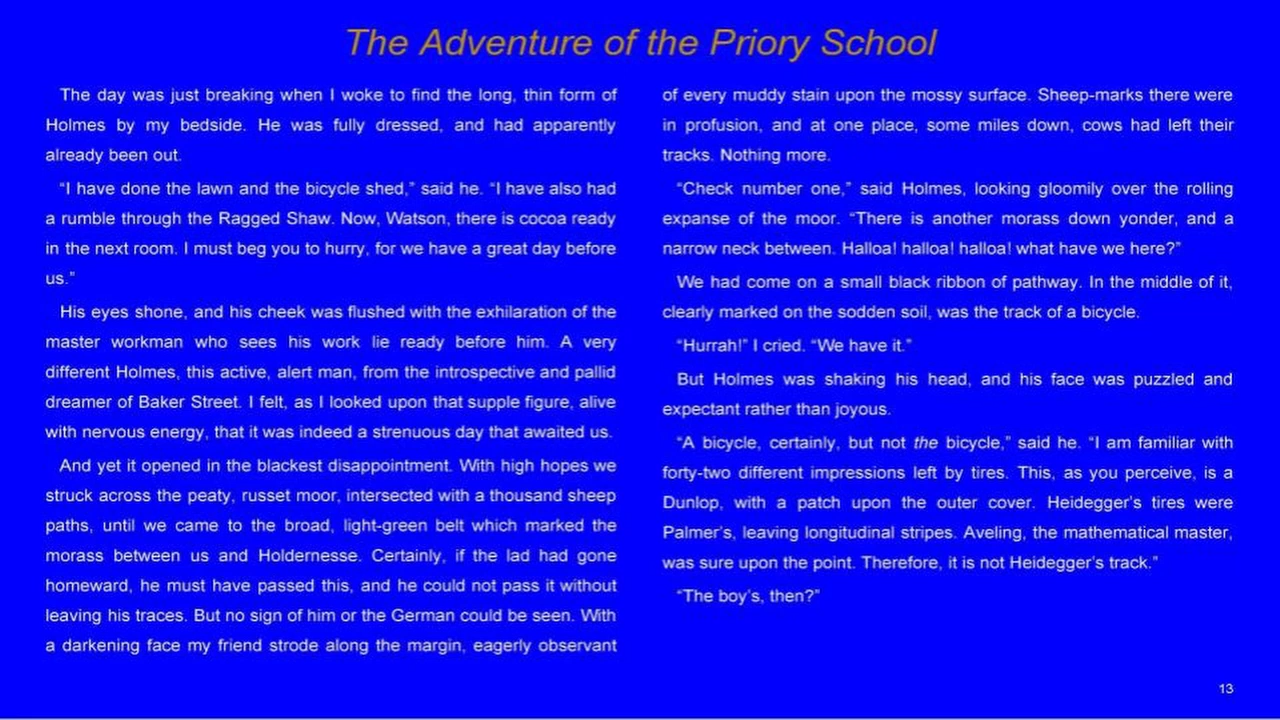 The Adventure of the Priory School
The day was just breaking when I woke to find the long, thin form of
Holmes by my bedside. He was fully dressed, and had apparently
already been out.
“I have done the lawn and the bicycle shed,” said he. “I have also had
a rumble through the Ragged Shaw. Now, Watson, there is cocoa ready
in the next room. I must beg you to hurry, for we have a great day before
us.”
His eyes shone, and his cheek was flushed with the exhilaration of the
master workman who sees his work lie ready before him. A very
different Holmes, this active, alert man, from the introspective and pallid
dreamer of Baker Street. I felt, as I looked upon that supple figure, alive
with nervous energy, that it was indeed a strenuous day that awaited us.
And yet it opened in the blackest disappointment. With high hopes we
struck across the peaty, russet moor, intersected with a thousand sheep
paths, until we came to the broad, light-green belt which marked the
morass between us and Holdernesse. Certainly, if the lad had gone
homeward, he must have passed this, and he could not pass it without
leaving his traces. But no sign of him or the German could be seen. With
a darkening face my friend strode along the margin, eagerly observant
of every muddy stain upon the mossy surface. Sheep-marks there were
in profusion, and at one place, some miles down, cows had left their
tracks. Nothing more.
“Check number one,” said Holmes, looking gloomily over the rolling
expanse of the moor. “There is another morass down yonder, and a
narrow neck between. Halloa! halloa! halloa! what have we here?”
We had come on a small black ribbon of pathway. In the middle of it,
clearly marked on the sodden soil, was the track of a bicycle.
“Hurrah!” I cried. “We have it.”
But Holmes was shaking his head, and his face was puzzled and
expectant rather than joyous.
“A bicycle, certainly, but not the bicycle,” said he. “I am familiar with
forty-two different impressions left by tires. This, as you perceive, is a
Dunlop, with a patch upon the outer cover. Heidegger’s tires were
Palmer’s, leaving longitudinal stripes. Aveling, the mathematical master,
was sure upon the point. Therefore, it is not Heidegger’s track.”
“The boy’s, then?”
13